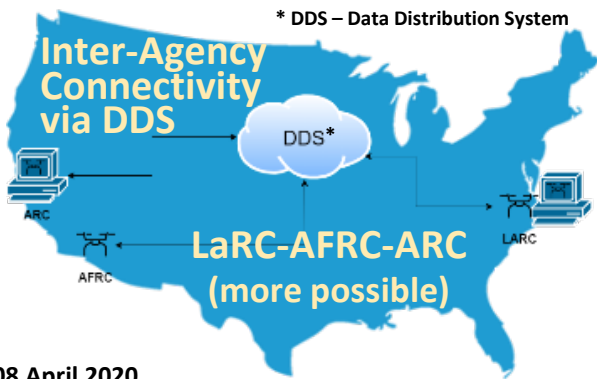 * DDS – Data Distribution System
Inter-Agency
Connectivity
via DDS
DDS*
ARC
LARC
AFRC
LaRC-AFRC-ARC
(more possible)
08 April 2020